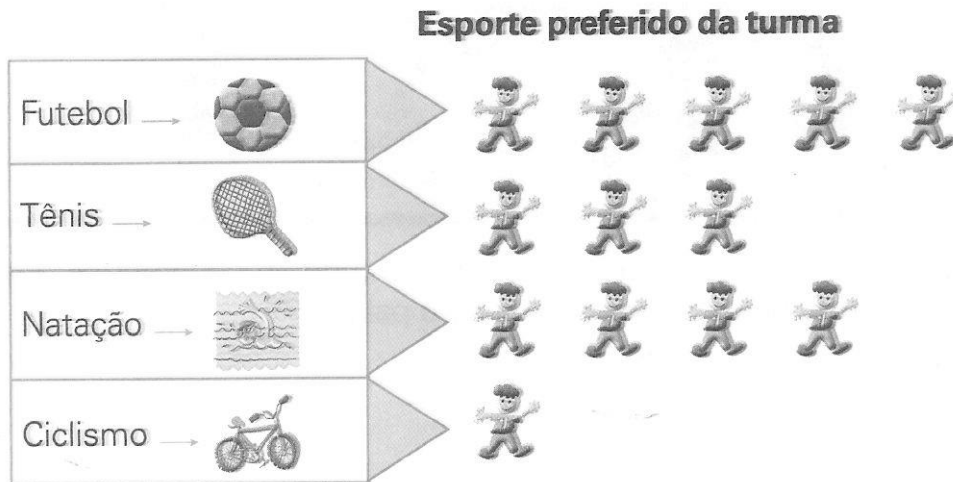 Esporte preferido da turma
Futebol
Tênis
Natação
Ciclismo